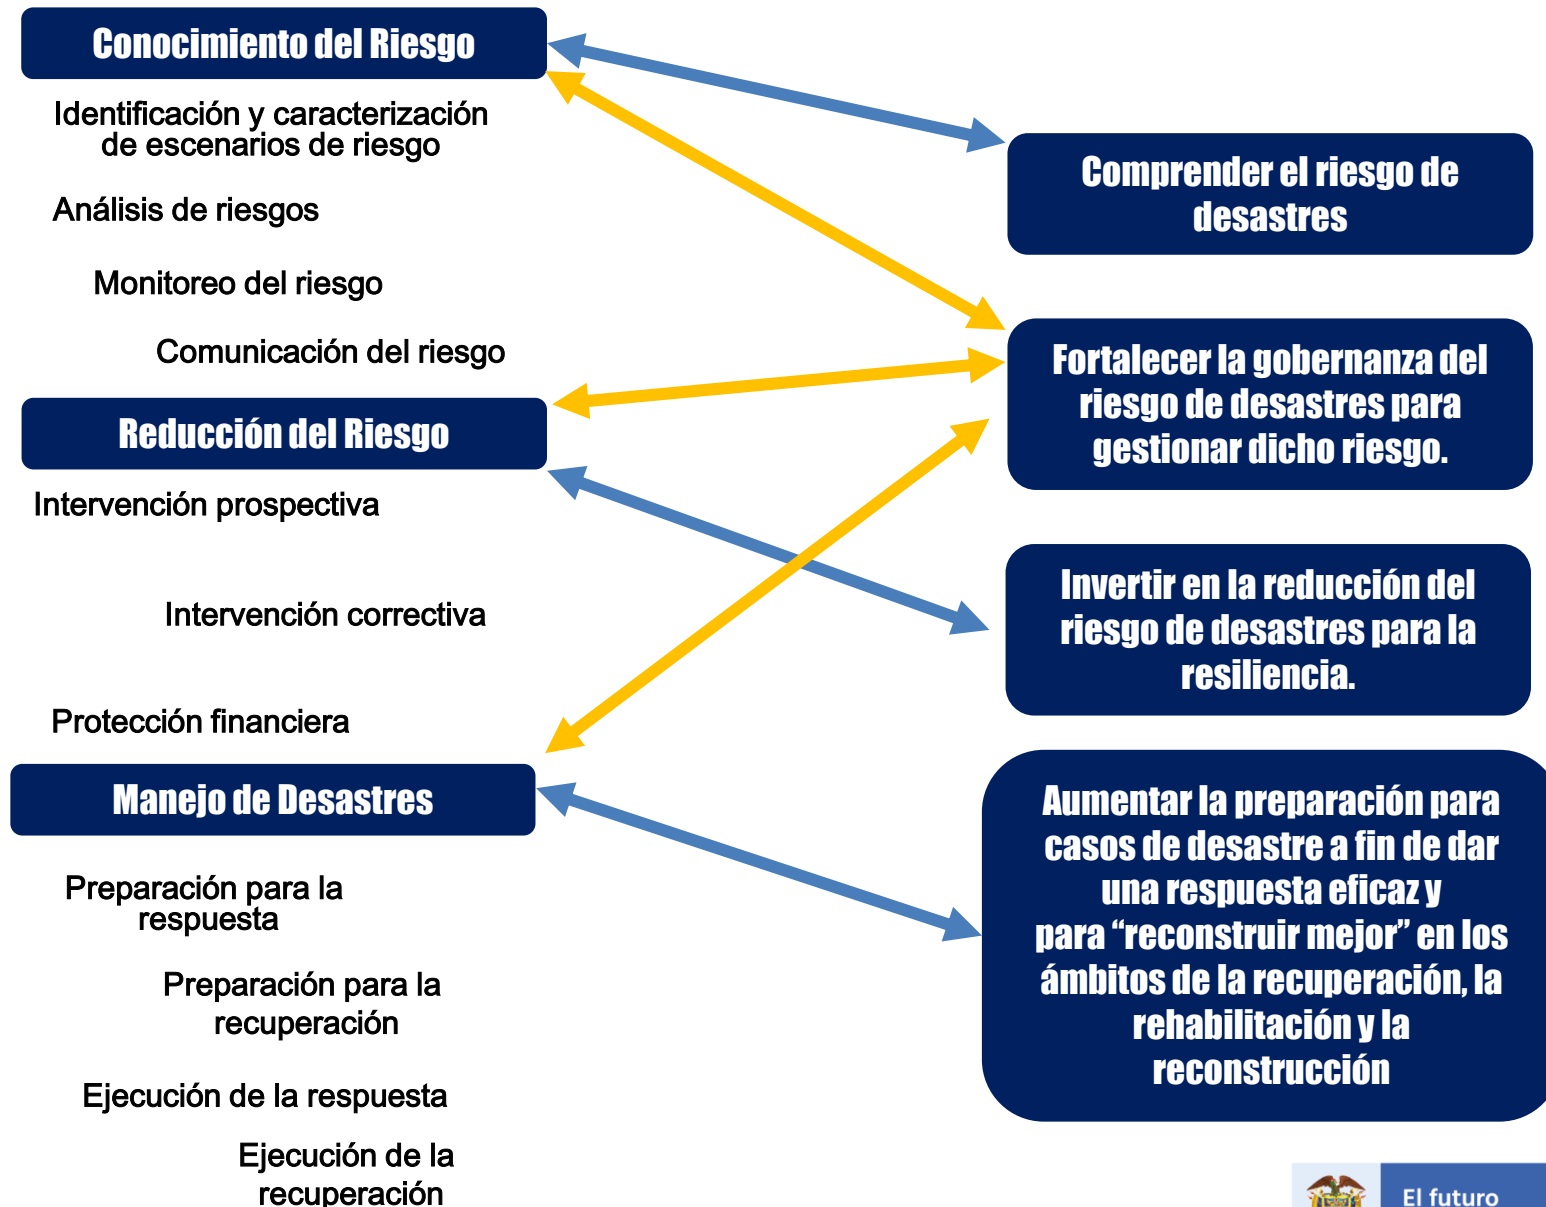 Conocimiento del Riesgo
Identificación y caracterización
de escenarios de riesgo
Análisis de riesgos
Monitoreo del riesgo
Comunicación del riesgo
Reducción del Riesgo
Intervención prospectiva
Intervención correctiva
Protección financiera
Manejo de Desastres
Preparación para la
respuesta
Preparación para la
recuperación
Ejecución de la respuesta
Ejecución de la
recuperación
Comprender el riesgo de
desastres
Fortalecer la gobernanza del
riesgo de desastres para
gestionar dicho riesgo.
Invertir en la reducción del
riesgo de desastres para la
resiliencia.
Aumentar la preparación para
casos de desastre a fin de dar
una respuesta eficaz y
para “reconstruir mejor” en los
ámbitos de la recuperación, la
rehabilitación y la
reconstrucción
El futuro